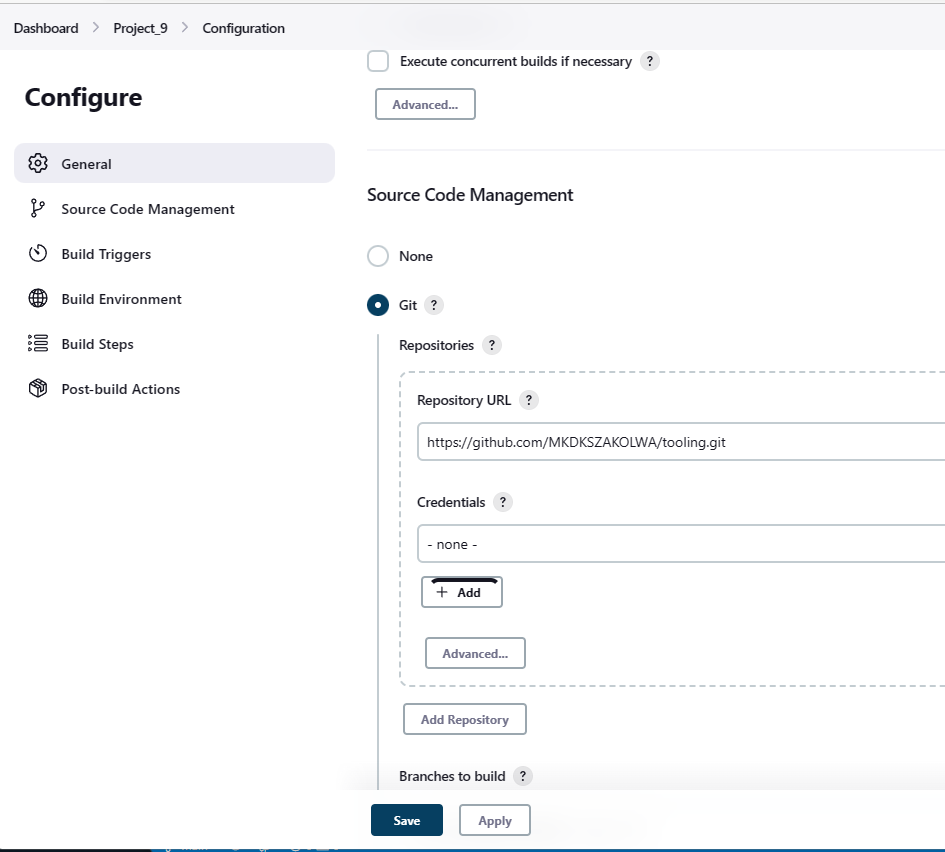 Dashboard > Project_9 > Configuration
Configure
General
Source Code Management
Build Triggers
Build Environment
Build Steps
Post-build Actions
Execute concurrent builds if necessary ?
Advanced...
Source Code Management
None
Git ?
Repositories ?
Repository URL ?
https://github.com/MKDKSZAKOLWA/tooling.git
Credentials ?
- none -
+ Add
Advanced...
Add Repository
Branches to build ?
Save
Apply